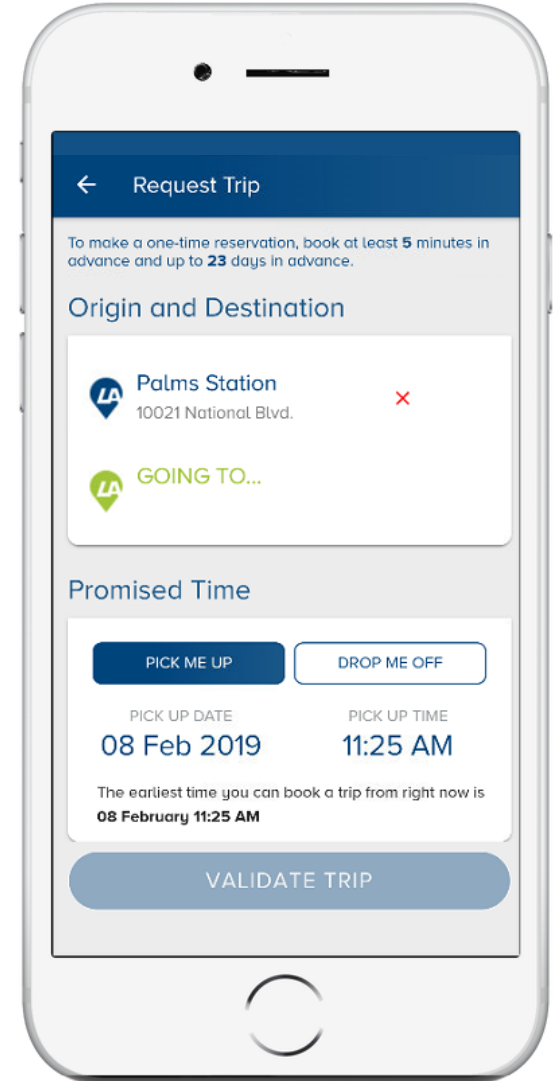 Request Trip
To make a one-time reservation, book at least 5 minutes in
advance and up to 23 days in advance.
Origin and Destination
LA
Palms Station
10021 National Blvd.
LA
GOING TO...
Promised Time
PICK ME UP
DROP ME OFF
PICK UP DATE
PICK UP TIME
08 Feb 2019
11:25 AM
The earliest time you can book a trip from right now is
08 February 11:25 AM
VALIDATE TRIP